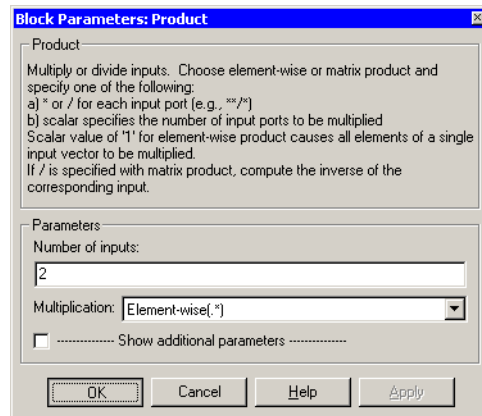 Block Parameters: Product
Product
Multiply or divide inputs.  Choose element-wise or matrix product and
specify one of the following:
a) * or / for each input port (e.g., **/*)
b) scalar specifies the number of input ports to be multiplied
Scalar value of '1' for element-wise product causes all elements of a single
input vector to be multiplied.
If / is specified with matrix product, compute the inverse of the
corresponding input.
Parameters
Number of inputs:
2
Multiplication: Element-wise(.*)
-------------- Show additional parameters --------------
OK Cancel Help Apply